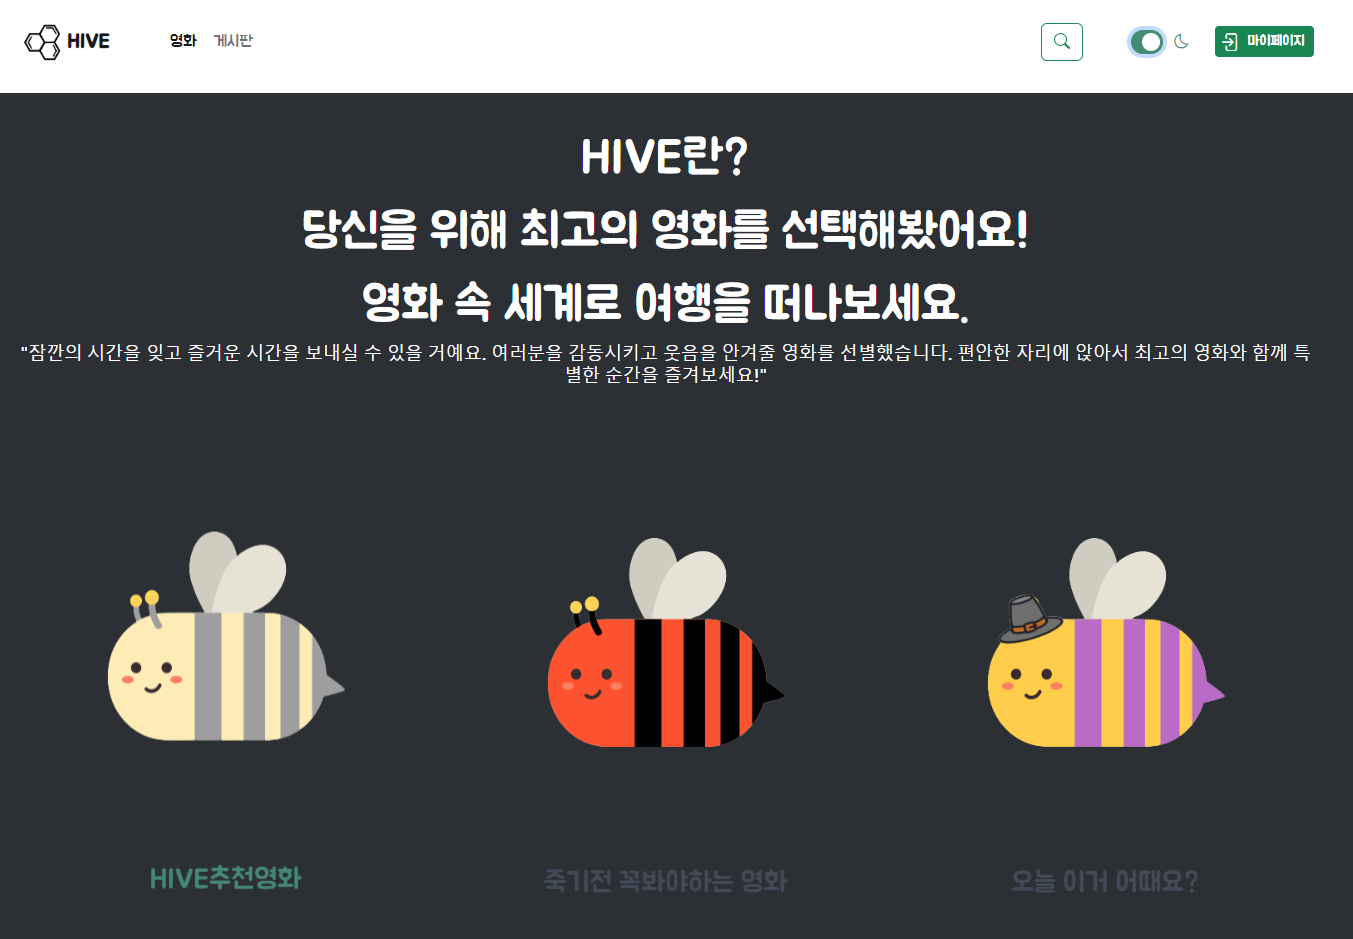 HIVE
영화 게시판
마이페이지
HIVE란?
당신을 위해 최고의 영화를 선택해봤어요!
영화 속 세계로 여행을 떠나보세요.
"잠깐의 시간을 잊고 즐거운 시간을 보내실 수 있을 거예요. 여러분을 감동시키고 웃음을 안겨줄 영화를 선별했습니다. 편안한 자리에 앉아서 최고의 영화와 함께 특
별한 순간을 즐겨보세요!"
HIVE추천영화
죽기전 꼭봐야하는 영화
오늘 이거 어때요?